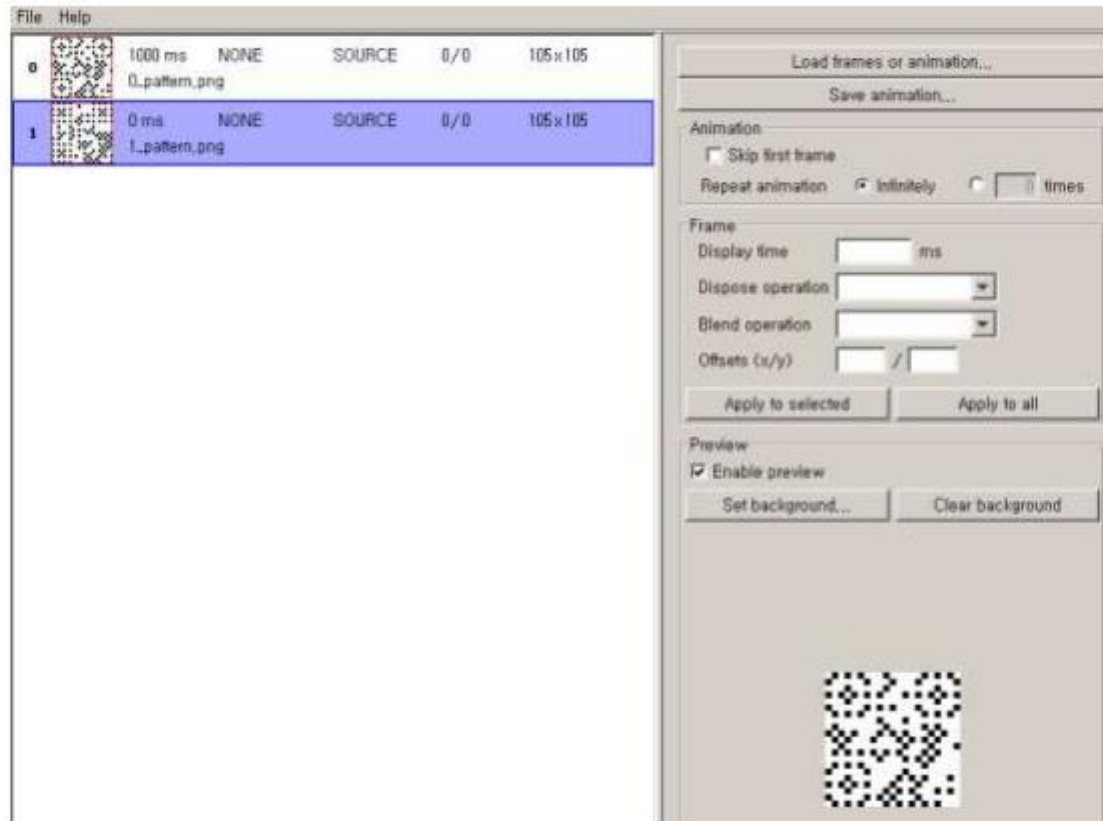 File Help
0 1000 ms NONE SOURCE 0/0 105x105
0_pattern.png
1 0 ms NONE SOURCE 0/0 105x105
1_pattern.png
Load frames or animation...
Save animation...
Animation
Skip first frame
Repeat animation Infinitely 0 times
Frame
Display time ms
Dispose operation
Blend operation
Offsets (x/y) /
Apply to selected Apply to all
Preview
Enable preview
Set background... Clear background